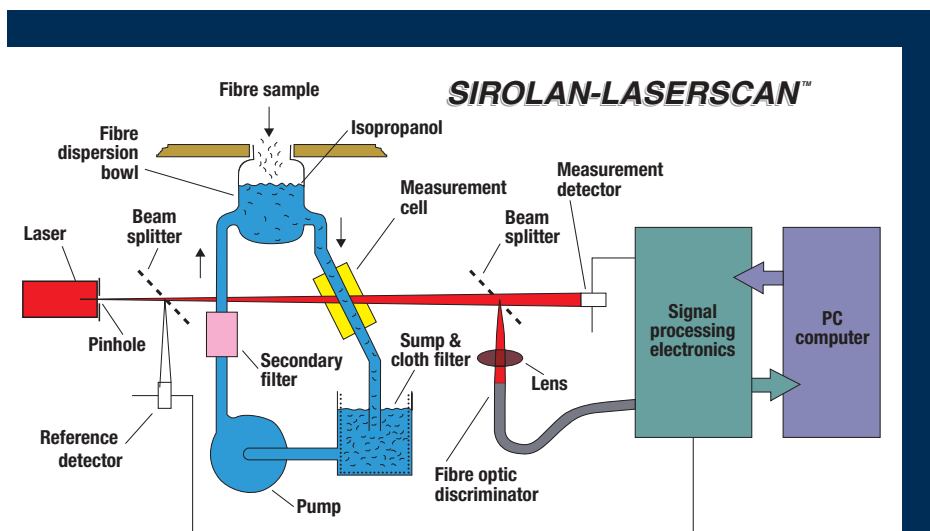 SIROLAN-LASERSCAN™
Fibre sample
Isopropanol
Fibre
dispersion
bowl
Measurement
cell
Measurement
detector
Beam
splitter
Beam
splitter
Laser
Pinhole
Secondary
filter
Sump &
cloth filter
Lens
Signal
processing
electronics
PC
computer
Reference
detector
Pump
Fibre optic
discriminator